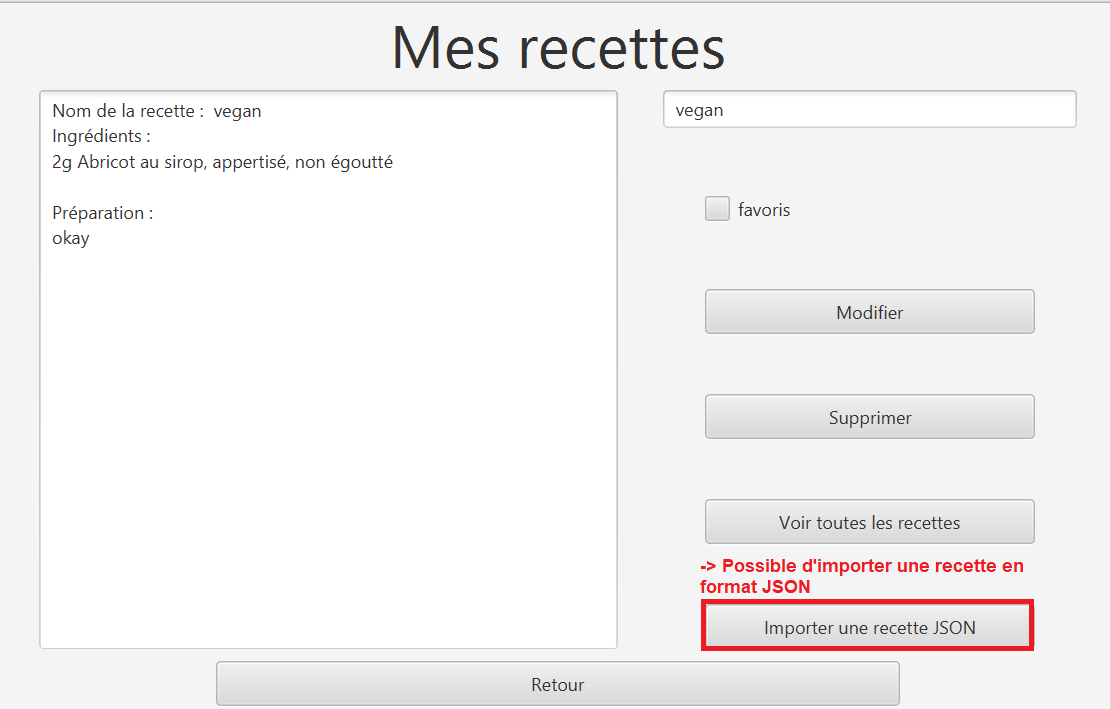 Mes recettes
Nom de la recette :  vegan
Ingrédients :
2g Abricot au sirop, appertisé, non égoutté
Préparation :
okay
vegan
favoris
Modifier
Supprimer
Voir toutes les recettes
-> Possible d'importer une recette en
format JSON
Importer une recette JSON
Retour